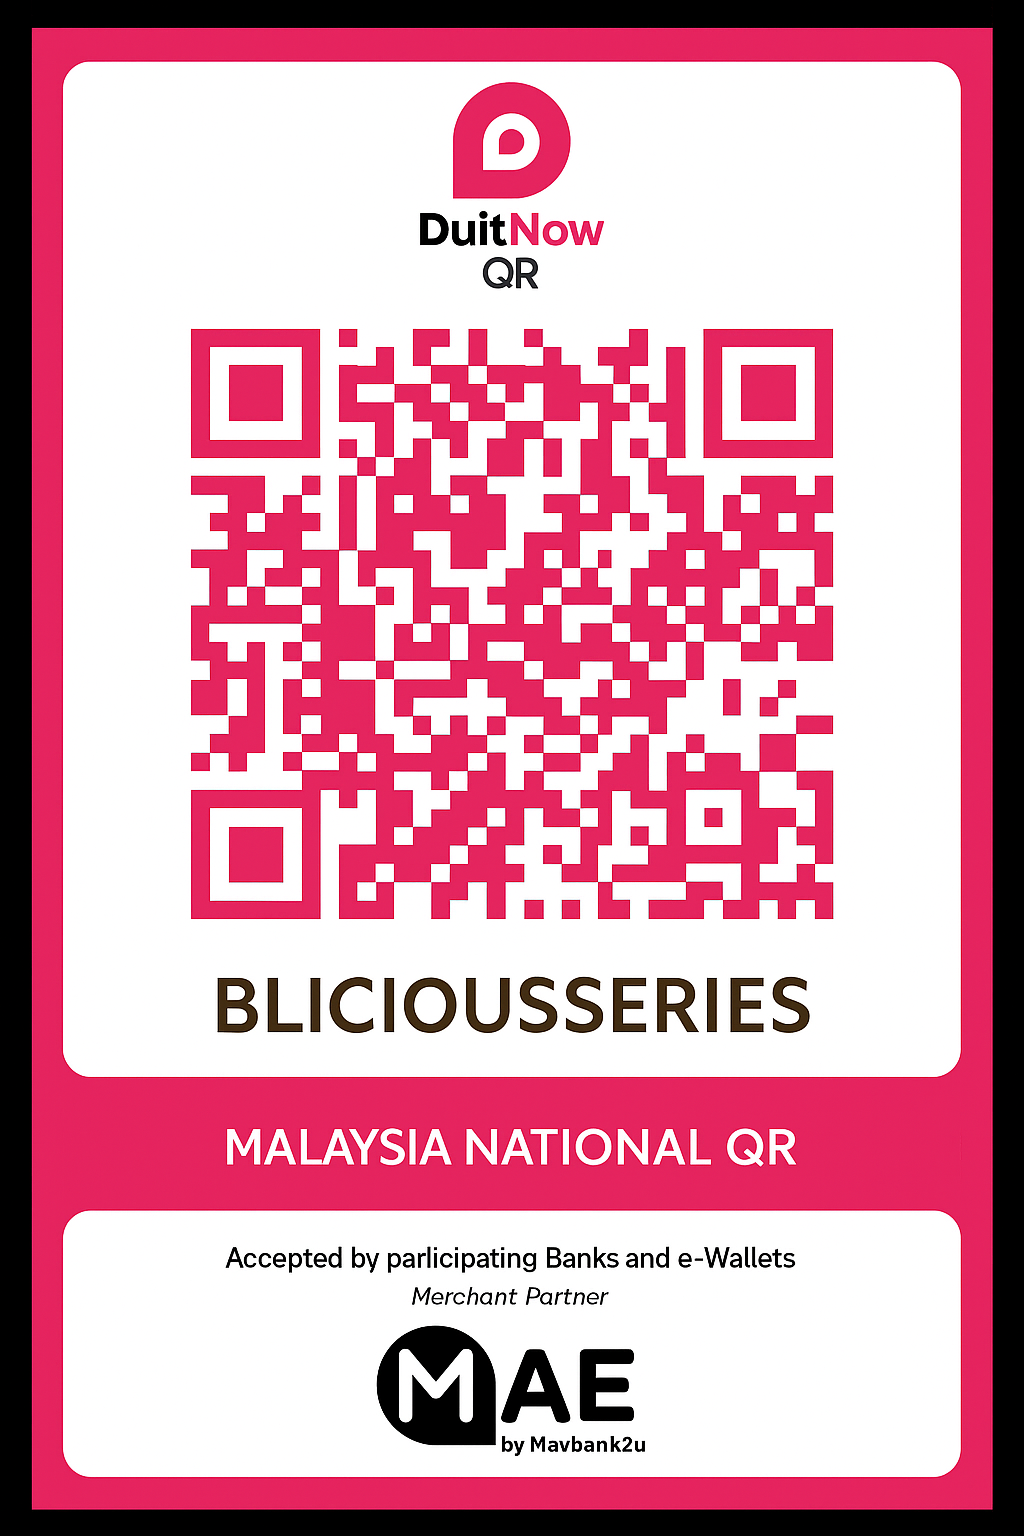 DuitNow
QR
BLICIOUSSERIES
MALAYSIA NATIONAL QR
Accepted by parlicipating Banks and e-Wallets
Merchant Partner
MAE
by Mavbank2u